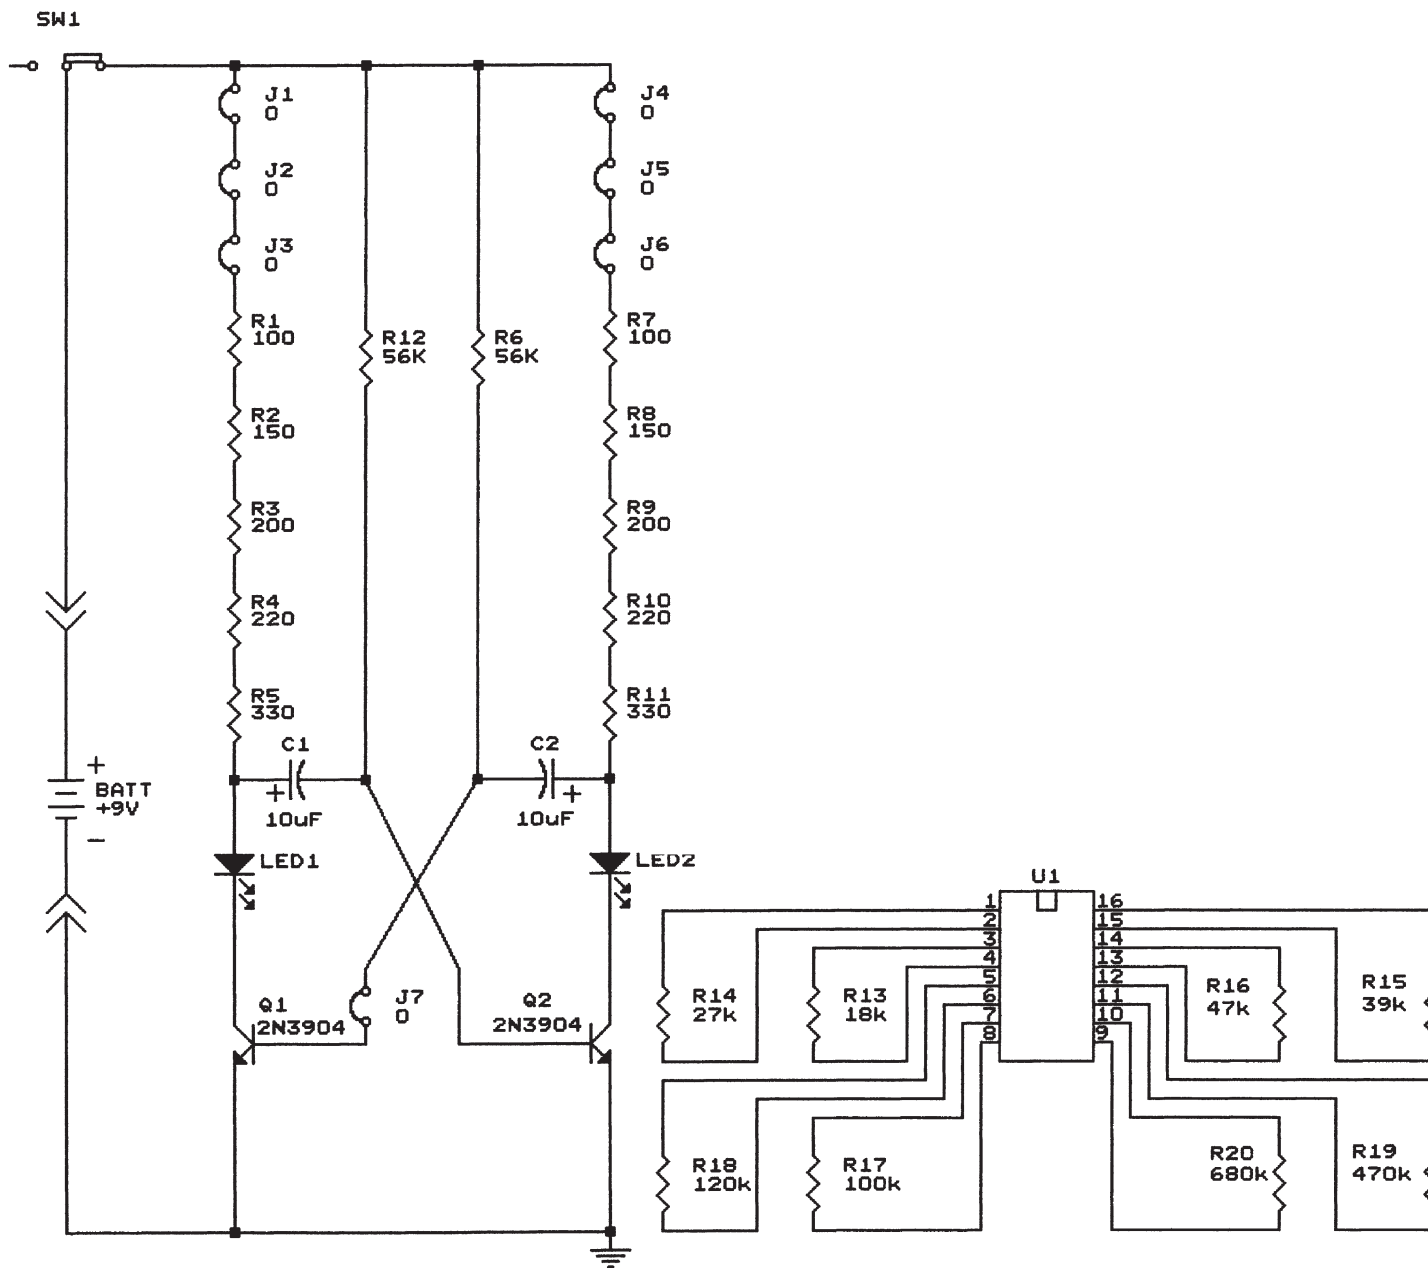 SW1
J1
0
J4
0
J2
0
J5
0
J3
0
J6
0
R1
100
R12
56K
R6
56K
R7
100
R2
150
R8
150
R3
200
R9
200
R4
220
R10
220
R5
330
R11
330
C1
C2
+
BATT
+9V
−
+
10uF
+
10uF
LED1
LED2
U1
1
2
3
4
5
6
7
8
16
15
14
13
12
11
10
9
Q1
2N3904
J7
0
Q2
2N3904
R14
27k
R13
18k
R16
47k
R15
39k
R18
120k
R17
100k
R20
680k
R19
470k